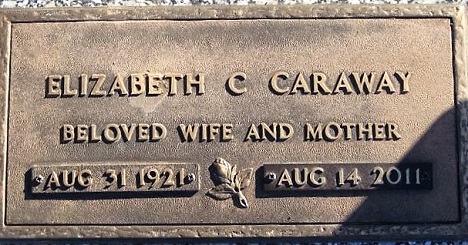 ELIZABETH C CARAWAY
BELOVED WIFE AND MOTHER
AUG 31 1921 AUG 14 2011